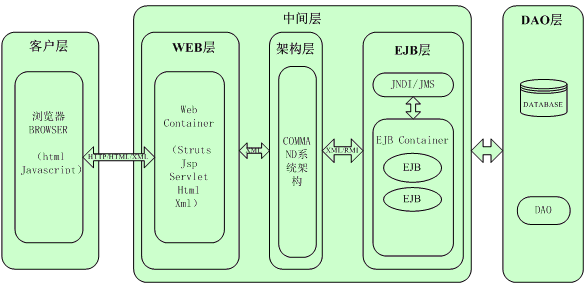 中间层
DAO层
客户层
WEB层
架构层
EJB层
浏览器
BROWSER
（html
Javascript）
HTTP/HTML/XML
Web
Container
（Struts
Jsp
Servlet
Html
Xml）
XML
COMMA
ND系
统架
构
XML/RMI
JNDI/JMS
EJB Container
EJB
EJB
DATABASE
DAO